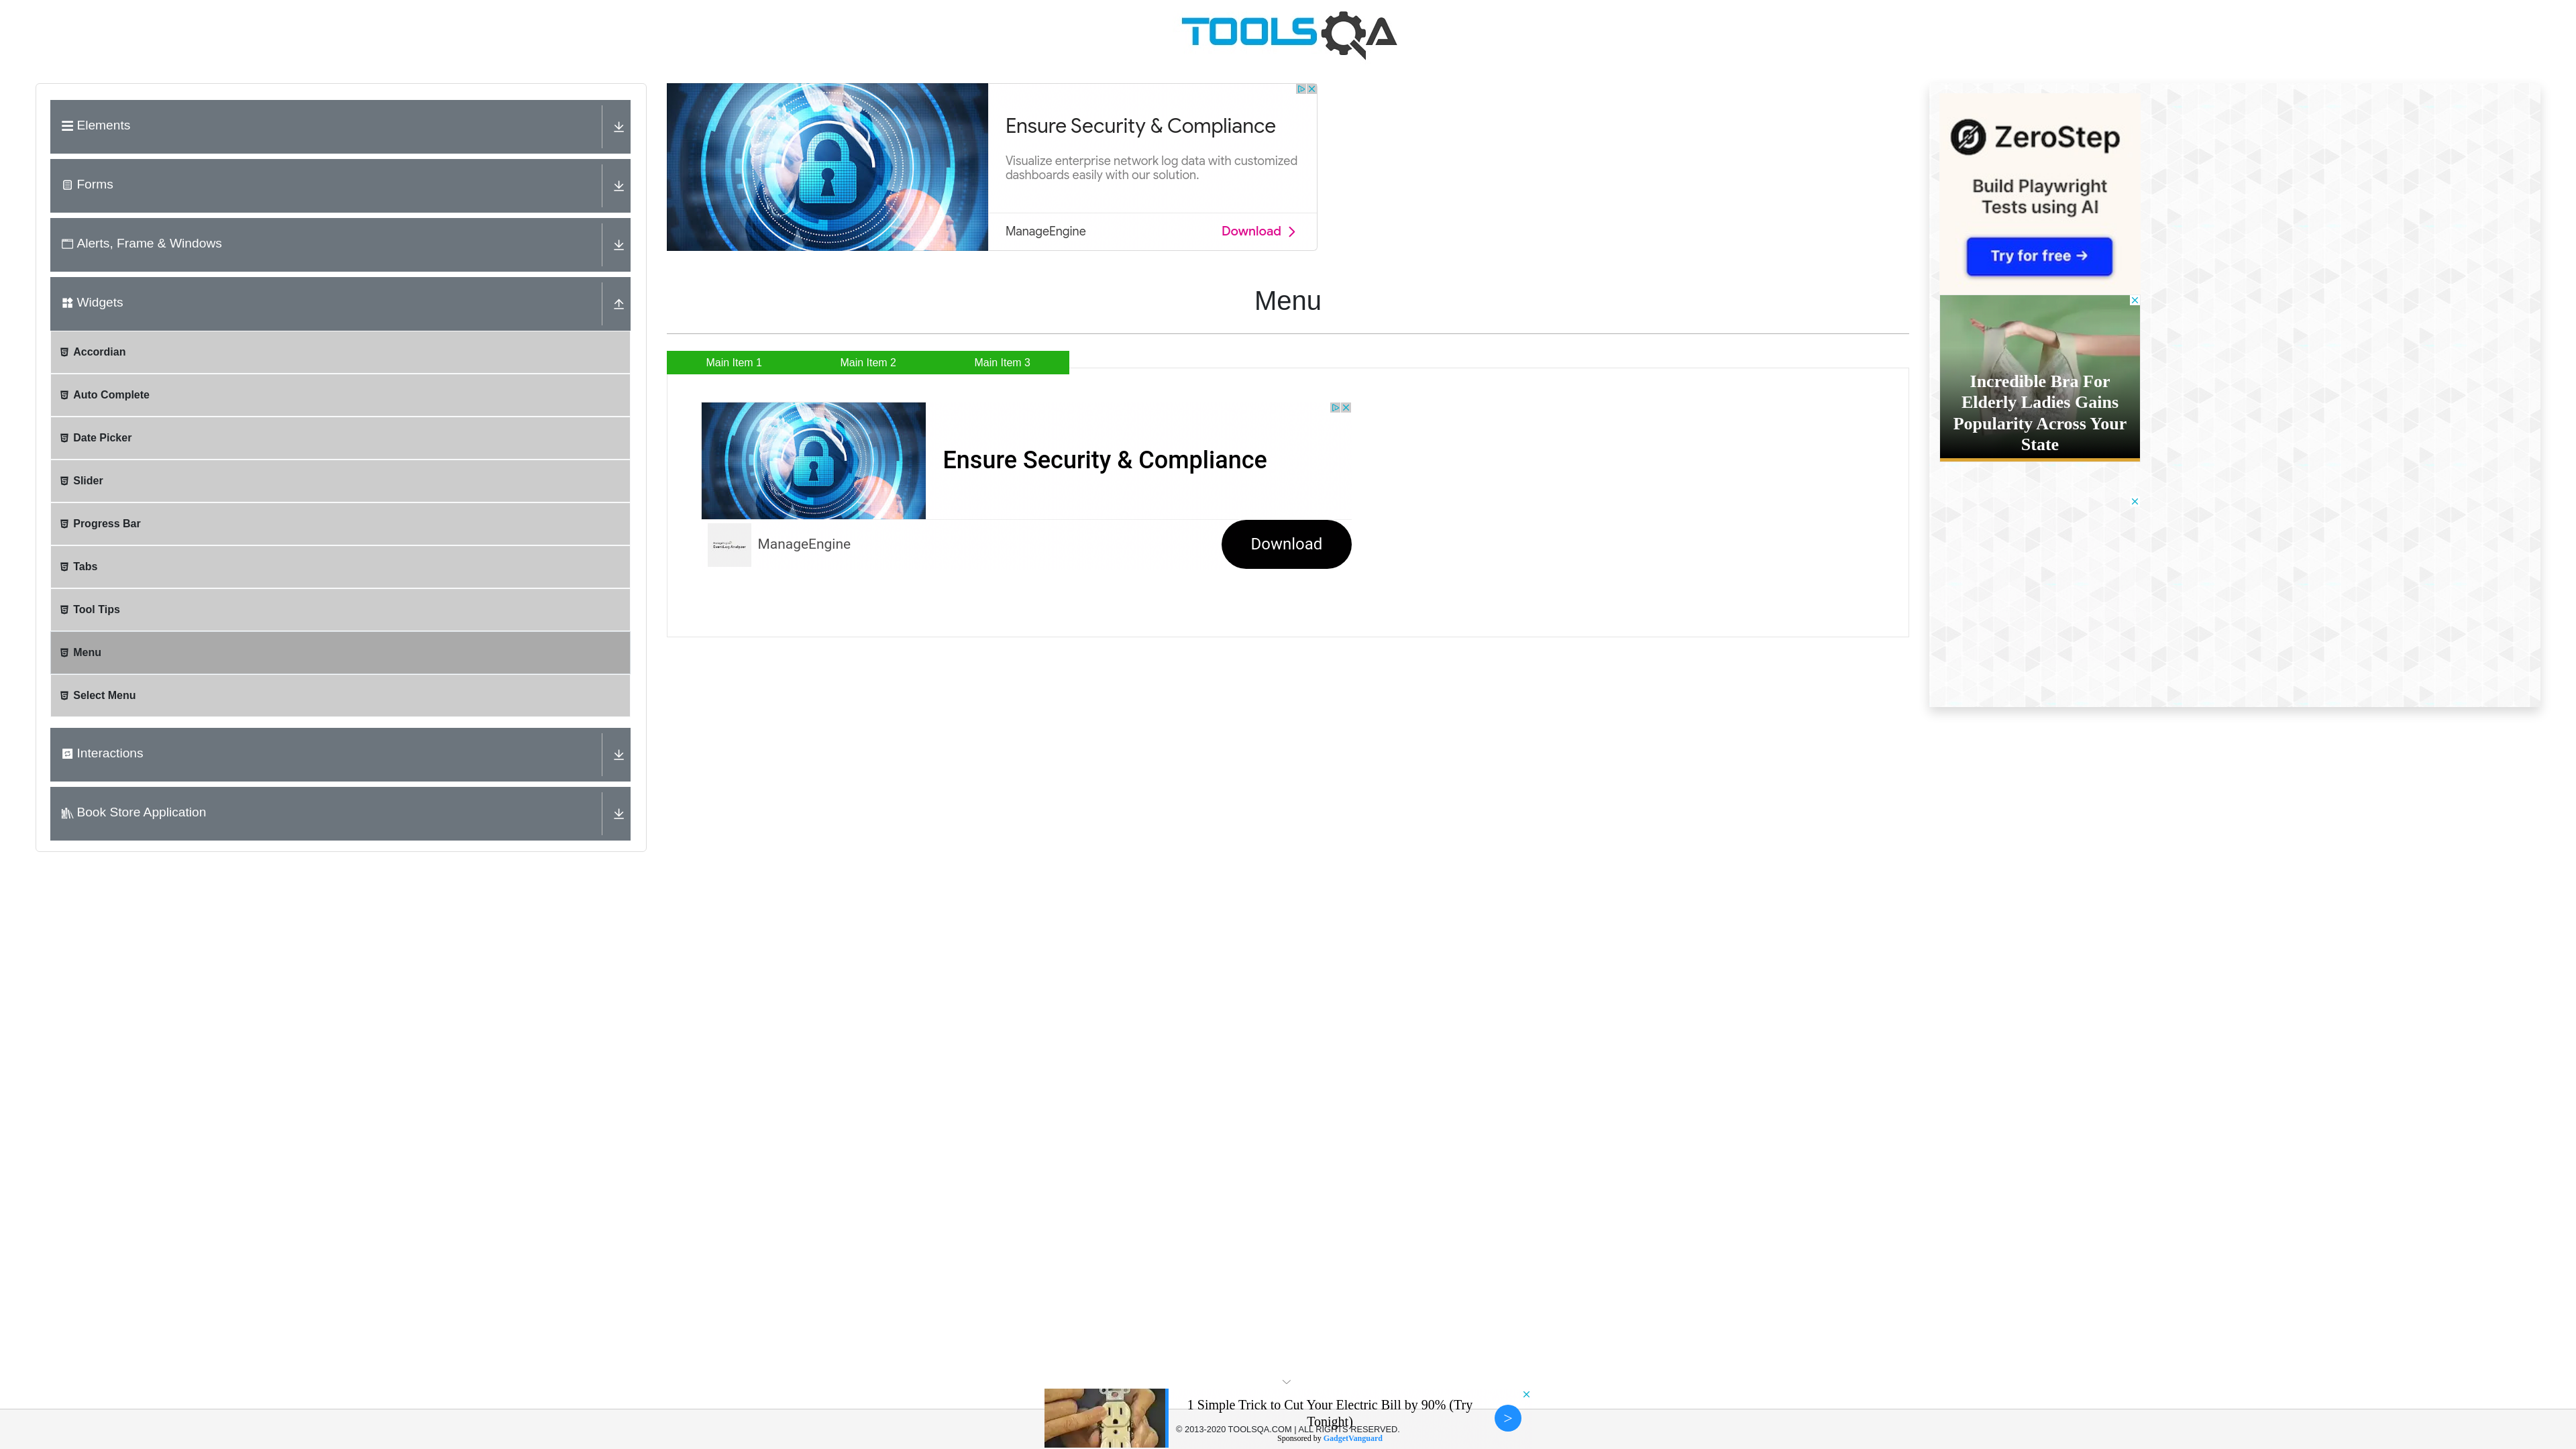 TOOLSQA
Elements
Forms
Alerts, Frame & Windows
Widgets
Accordian
Auto Complete
Date Picker
Slider
Progress Bar
Tabs
Tool Tips
Menu
Select Menu
Interactions
Book Store Application
Ensure Security & Compliance
Visualize enterprise network log data with customized
dashboards easily with our solution.
ManageEngine
Download
Menu
Main Item 1
Main Item 2
Main Item 3
Ensure Security & Compliance
ManageEngine
Download
ZeroStep
Build Playwright
Tests using AI
Try for free →
Incredible Bra For
Elderly Ladies Gains
Popularity Across Your
State
1 Simple Trick to Cut Your Electric Bill by 90% (Try
Tonight)
© 2013-2020 TOOLSQA.COM | ALL RIGHTS RESERVED.
Sponsored by GadgetVanguard